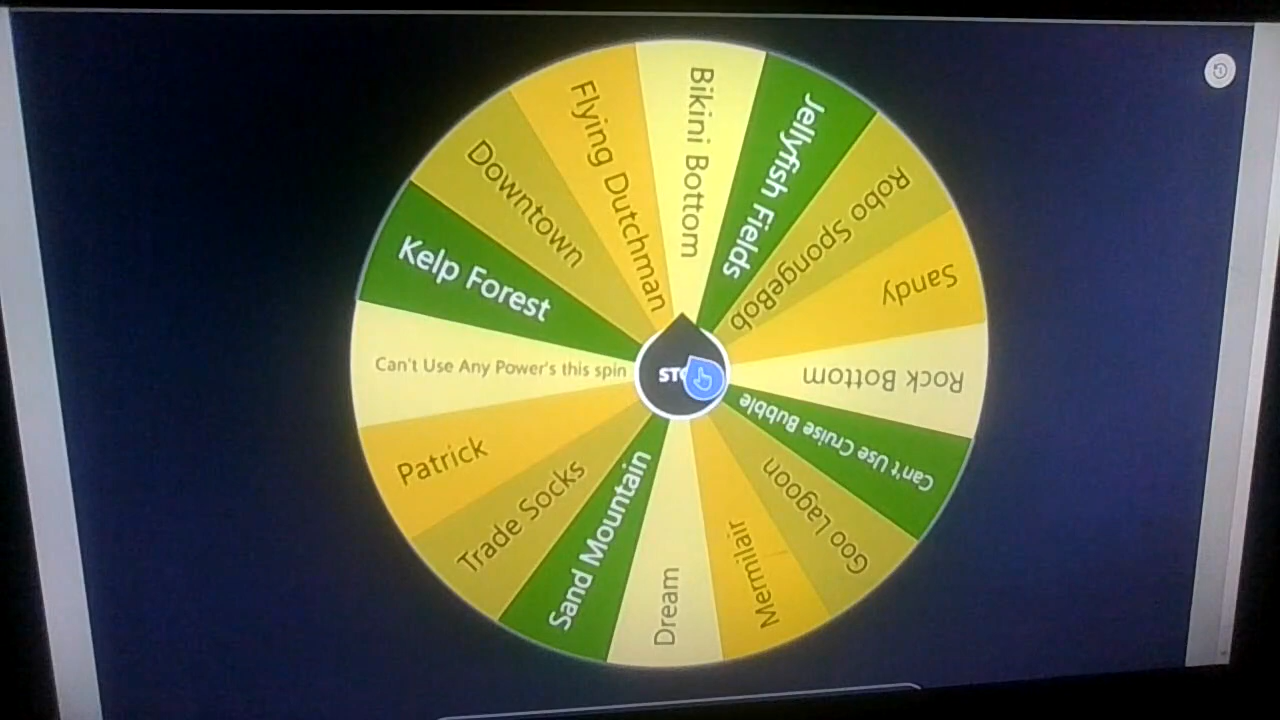 Bikini Bottom
Jellyfish Fields
Robo SpongeBob
Sandy
Rock Bottom
Can't Use Cruise Bubble
Goo Lagoon
Mermilair
Dream
Sand Mountain
Trade Socks
Patrick
Can't Use Any Power's this spin
Kelp Forest
Downtown
Flying Dutchman